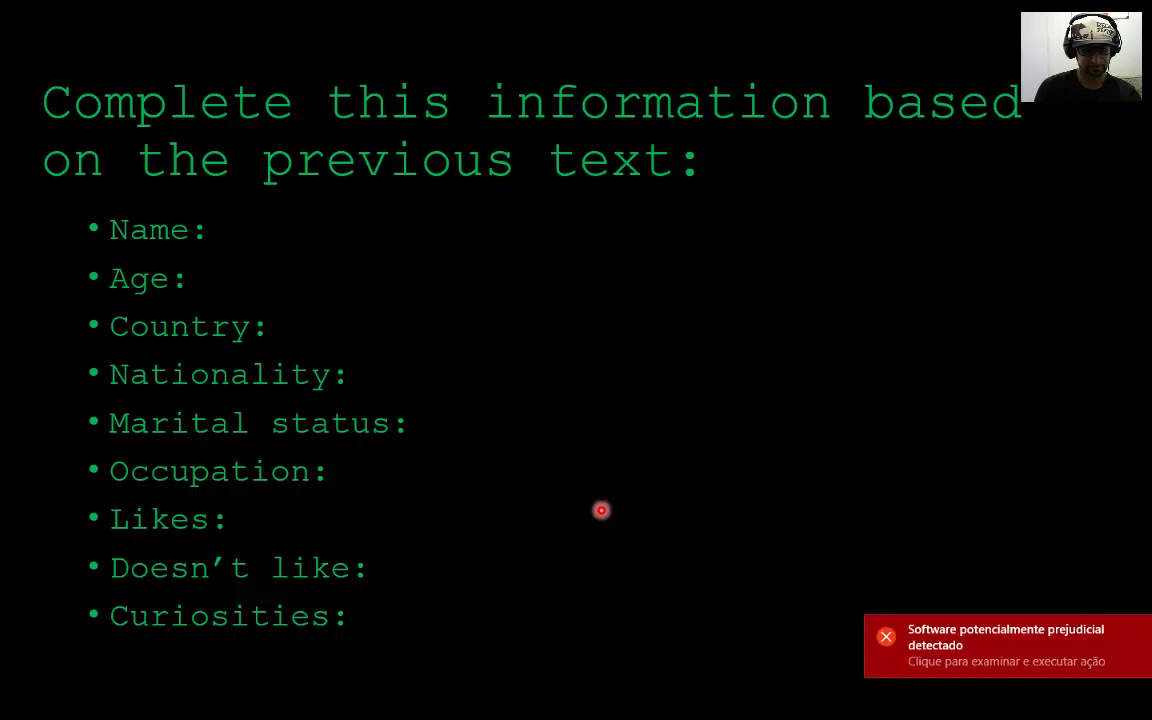 Complete this information based
on the previous text:
• Name:
• Age:
• Country:
• Nationality:
• Marital status:
• Occupation:
• Likes:
• Doesn’t like:
• Curiosities:
Software potencialmente prejudicial
detectado
Clique para examinar e executar ação